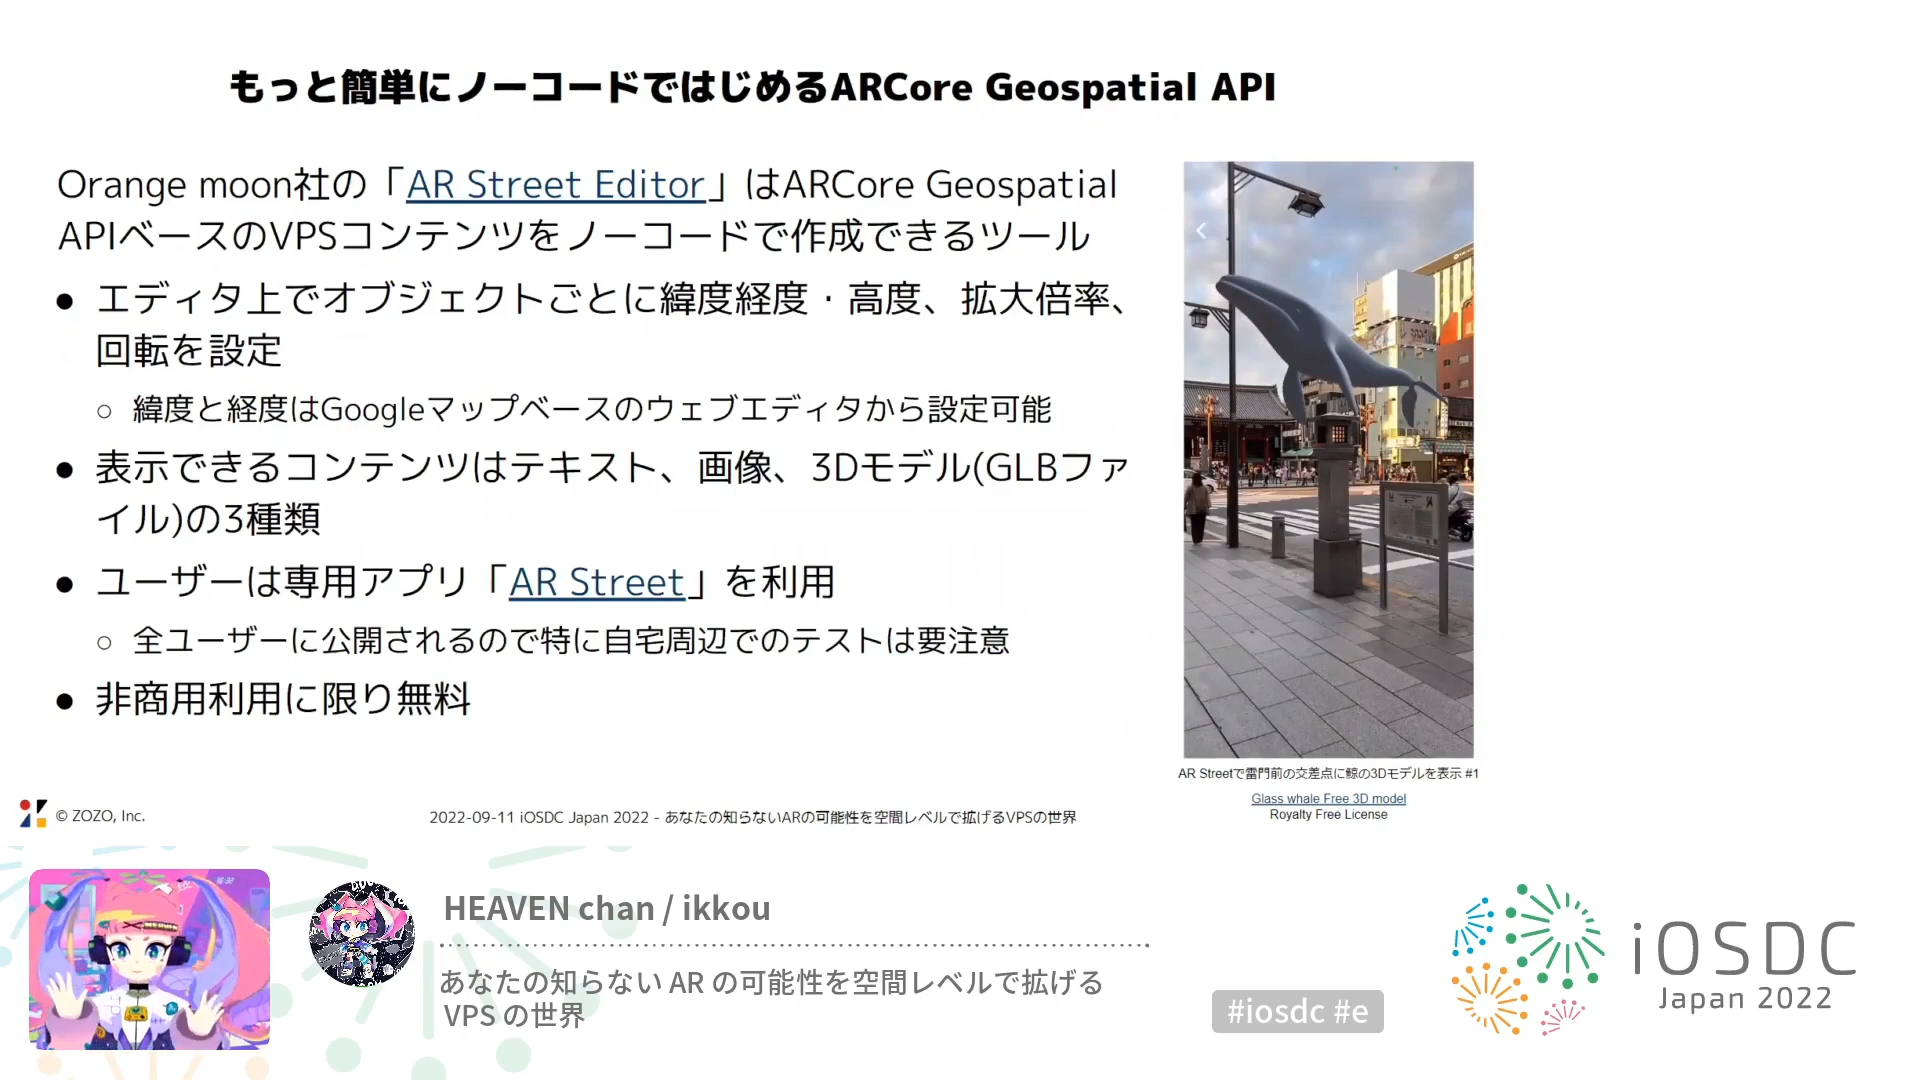 もっと簡単にノーコードではじめるARCore Geospatial API
Orange moon社の「AR Street Editor」はARCore Geospatial
APIベースのVPSコンテンツをノーコードで作成できるツール
● エディタ上でオブジェクトごとに緯度経度・高度、拡大倍率、
回転を設定
○ 緯度と経度はGoogleマップベースのウェブエディタから設定可能
● 表示できるコンテンツはテキスト、画像、3Dモデル(GLBファ
イル)の3種類
● ユーザーは専用アプリ「AR Street」を利用
○ 全ユーザーに公開されるので特に自宅周辺でのテストは要注意
● 非商用利用に限り無料
AR Streetで雷門前の交差点に鯨の3Dモデルを表示 #1
Glass whale Free 3D model
Royalty Free License
© ZOZO, Inc.
2022-09-11 iOSDC Japan 2022 - あなたの知らないARの可能性を空間レベルで拡げるVPSの世界
HEAVEN chan / ikkou
あなたの知らない AR の可能性を空間レベルで拡げる
VPS の世界
#iosdc #e
iOSDC
Japan 2022